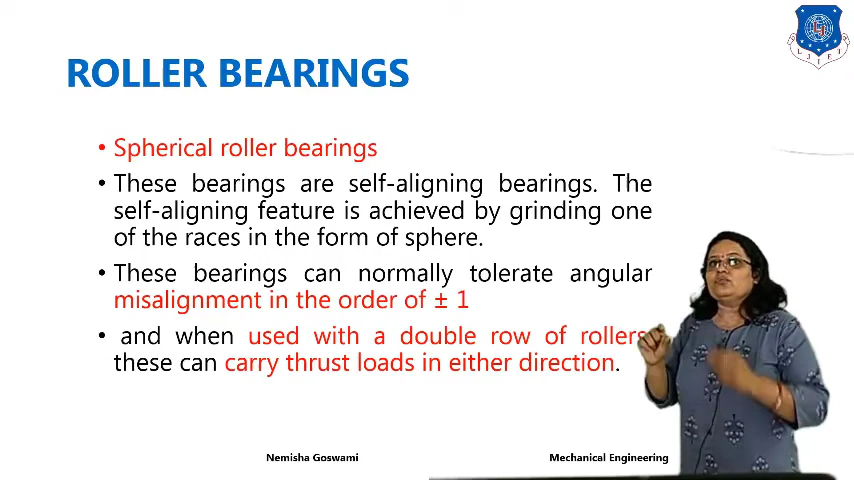 ROLLER BEARINGS
• Spherical roller bearings
• These bearings are self-aligning bearings. The
self-aligning feature is achieved by grinding one
of the races in the form of sphere.
• These bearings can normally tolerate angular
misalignment in the order of ± 1
• and when used with a double row of rollers
these can carry thrust loads in either direction.
Nemisha Goswami
Mechanical Engineering
LJIET